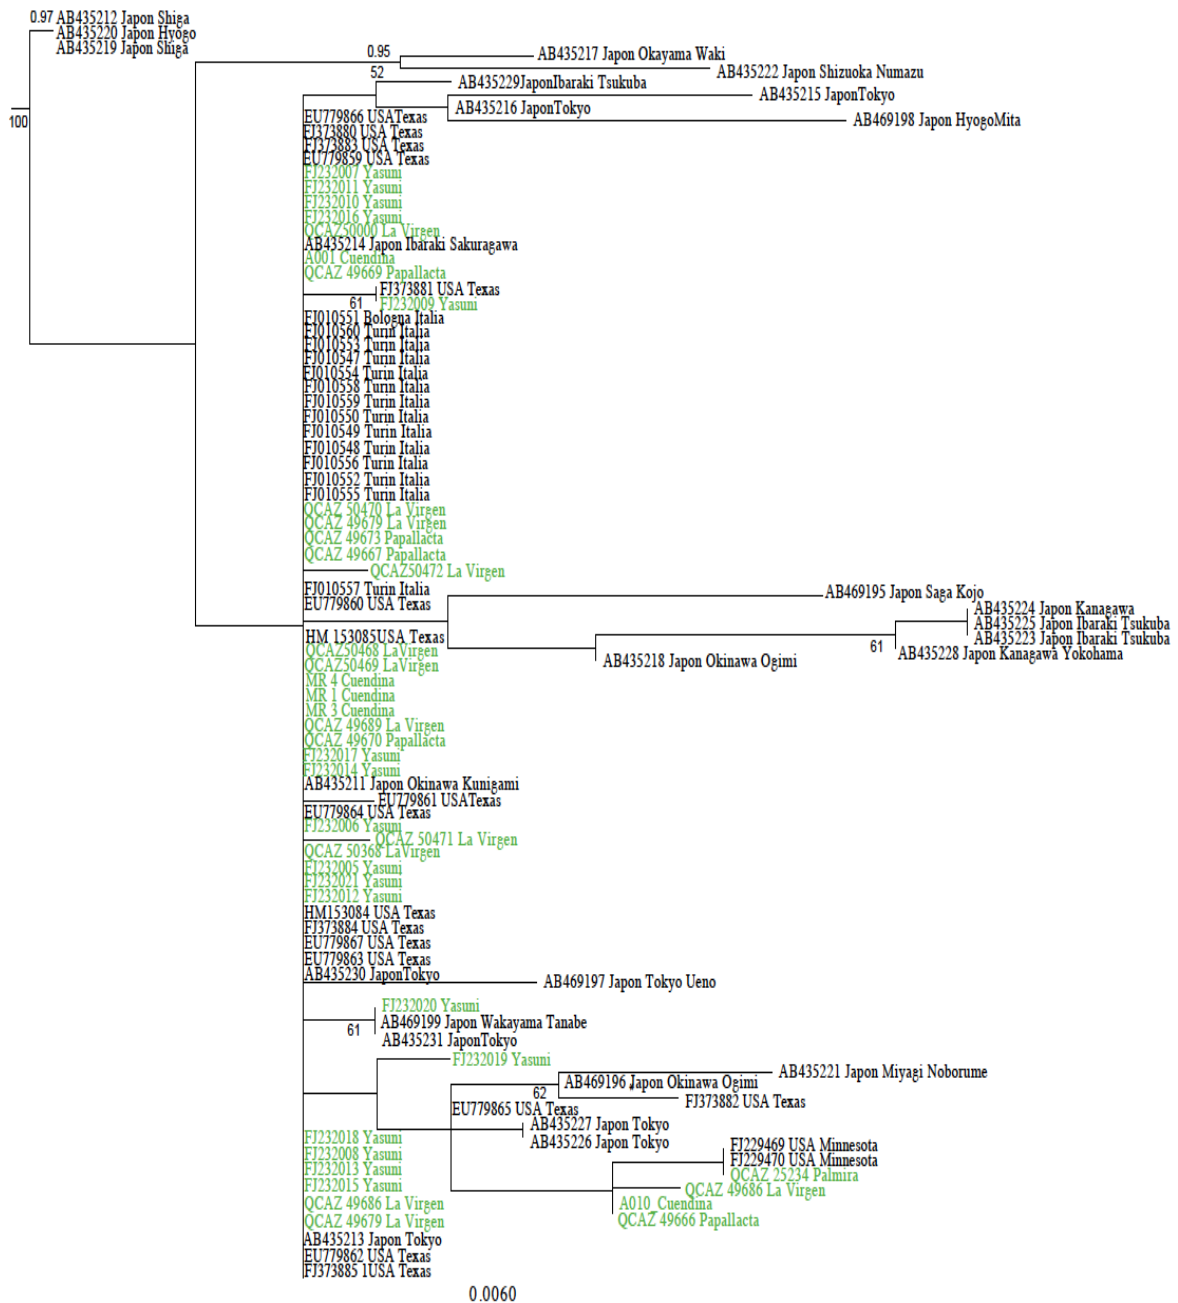 0.97 AB435212 Japon Shiga
AB435220 Japon Hyogo
AB435219 Japon Shiga
0.95
AB435217 Japon Okayama Waki
52
AB435222 Japon Shizuoka Numazu
AB435229JaponIbaraki Tsukuba
AB435215 JaponTokyo
AB435216 JaponTokyo
100
EU779866 USATexas
AB469198 Japon HyogoMita
FJ373880 USA Texas
FJ373883 USA Texas
EU779859 USA Texas
FJ232007 Yasuni
FJ232011 Yasuni
FJ232010 Yasuni
FJ232016 Yasuni
QCAZ50000 La Virgen
AB435214 Japon Ibaraki Sakuragawa
A001 Cuendina
QCAZ 49669 Papallacta
FJ373881 USA Texas
61
FJ232009 Yasuni
FJ010551 Bologna Italia
FJ010560 Turin Italia
FJ010553 Turin Italia
FJ010547 Turin Italia
FJ010554 Turin Italia
FJ010558 Turin Italia
FJ010559 Turin Italia
FJ010550 Turin Italia
FJ010549 Turin Italia
FJ010548 Turin Italia
FJ010556 Turin Italia
FJ010552 Turin Italia
FJ010555 Turin Italia
QCAZ 50470 La Virgen
QCAZ 49679 La Virgen
QCAZ 49673 Papallacta
QCAZ 49667 Papallacta
QCAZ50472 La Virgen
FJ010557 Turin Italia
AB469195 Japon Saga Kojo
EU779860 USA Texas
AB435224 Japon Kanagawa
AB435225 Japon Ibaraki Tsukuba
HM 153085USA Texas
AB435223 Japon Ibaraki Tsukuba
61
QCAZ50468 LaVirgen
AB435228 Japon Kanagawa Yokohama
QCAZ50469 LaVirgen
AB435218 Japon Okinawa Ogimi
MR 4 Cuendina
MR 1 Cuendina
MR 3 Cuendina
QCAZ 49689 La Virgen
QCAZ 49670 Papallacta
FJ232017 Yasuni
FJ232014 Yasuni
AB435211 Japon Okinawa Kunigami
EU779861 USATexas
EU779864 USA Texas
FJ232006 Yasuni
QCAZ 50471 La Virgen
QCAZ 50368 LaVirgen
FJ232005 Yasuni
FJ232021 Yasuni
FJ232012 Yasuni
HM153084 USA Texas
FJ373884 USA Texas
EU779867 USA Texas
EU779863 USA Texas
AB435230 JaponTokyo
AB469197 Japon Tokyo Ueno
FJ232020 Yasuni
AB469199 Japon Wakayama Tanabe
61
AB435231 JaponTokyo
FJ232019 Yasuni
AB435221 Japon Miyagi Noborume
AB469196 Japon Okinawa Ogimi
62
FJ373882 USA Texas
EU779865 USA Texas
AB435227 Japon Tokyo
FJ232018 Yasuni
AB435226 Japon Tokyo
FJ229469 USA Minnesota
FJ232008 Yasuni
FJ229470 USA Minnesota
FJ232013 Yasuni
QCAZ 25234 Palmira
FJ232015 Yasuni
QCAZ 49686 La Virgen
QCAZ 49686 La Virgen
A010_Cuendina
QCAZ 49679 La Virgen
QCAZ 49666 Papallacta
AB435213 Japon Tokyo
EU779862 USA Texas
FJ373885 1USA Texas
0.0060